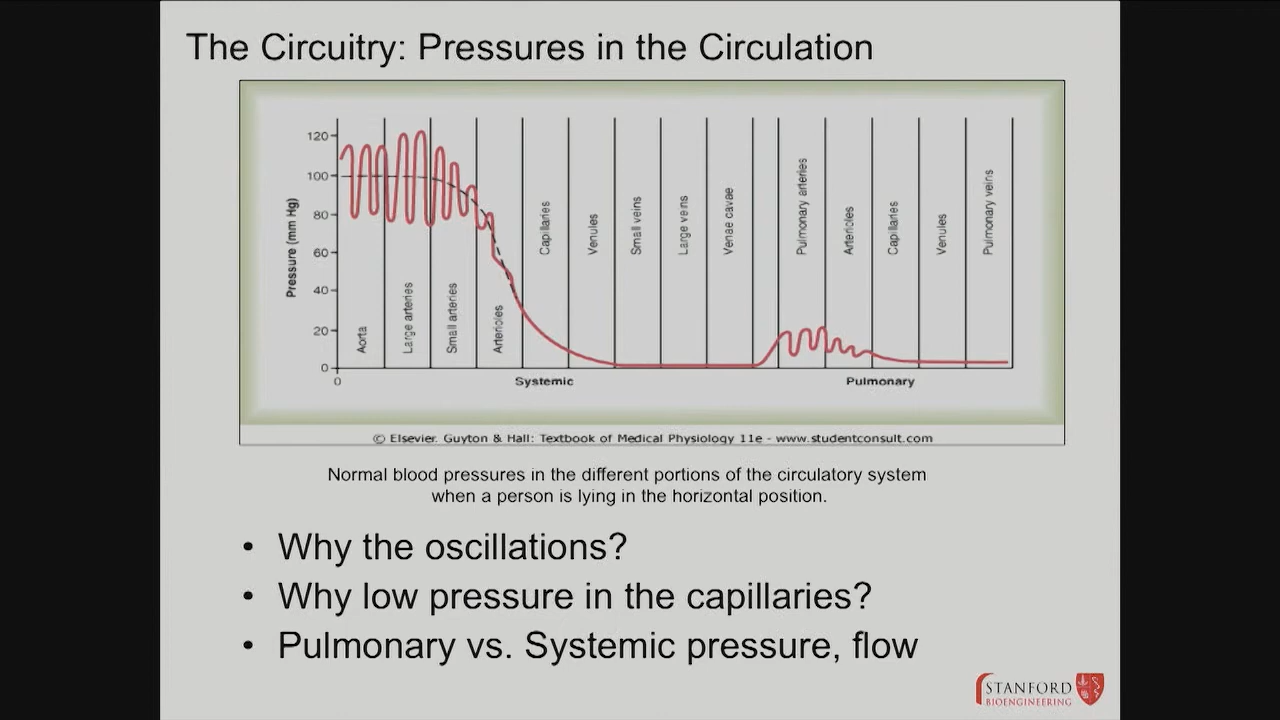 The Circuitry: Pressures in the Circulation
120
100
80
60
40
20
0
0
Pressure (mm Hg)
Aorta
Large arteries
Small arteries
Arterioles
Capillaries
Venules
Small veins
Large veins
Venae cavae
Pulmonary arteries
Arterioles
Capillaries
Venules
Pulmonary veins
Systemic
Pulmonary
© Elsevier. Guyton & Hall: Textbook of Medical Physiology 11e - www.studentconsult.com
Normal blood pressures in the different portions of the circulatory system
when a person is lying in the horizontal position.
• Why the oscillations?
• Why low pressure in the capillaries?
• Pulmonary vs. Systemic pressure, flow
STANFORD
BIOENGINEERING